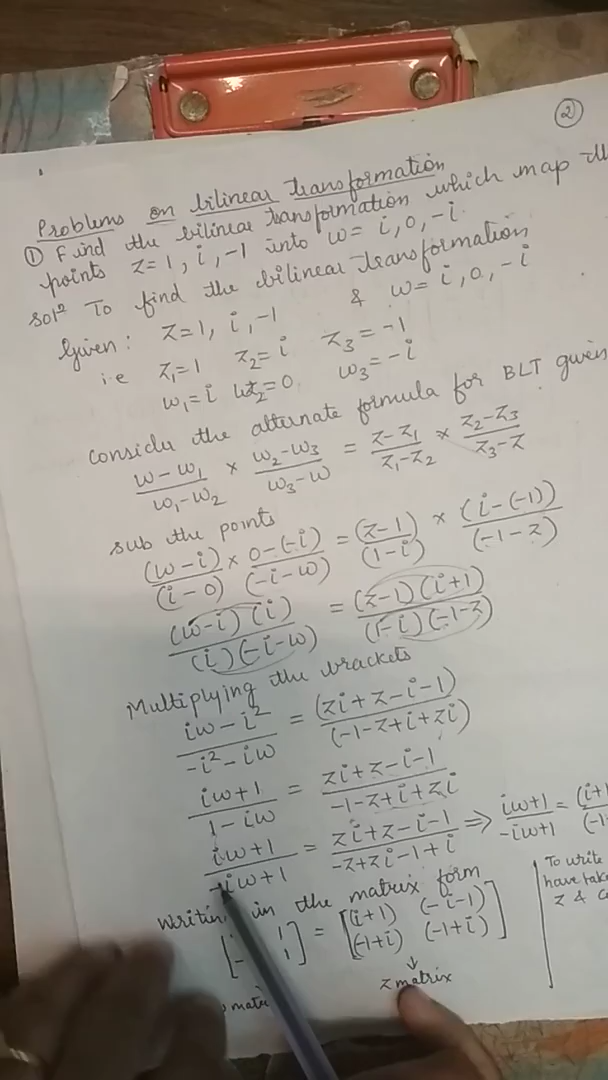 ②
Problems on bilinear transformation
① Find the bilinear transformation which map the
points z=1, i, -1 into w= i, 0, -i.
Solⁿ To find the bilinear transformation
Given: z=1, i, -1 & w= i, 0, -i
i.e z₁=1 z₂=i z₃=-1
w₁=i w₂=0 w₃=-i
Consider the alternate formula for BLT given
(w-w₁)/(w₁-w₂) × (w₂-w₃)/(w₃-w) = (z-z₁)/(z₁-z₂) × (z₂-z₃)/(z₃-z)
sub the points
(w-i)/(i-0) × (0-(-i))/(-i-w) = (z-1)/(1-i) × (i-(-1))/(-1-z)
(w-i)(i)/(i)(-i-w) = (z-1)(i+1)/(1-i)(-1-z)
Multiplying the brackets
(iw-i²)/(-i²-iw) = (zi+z-i-1)/(-1-z+i+zi)
(iw+1)/(1-iw) = (zi+z-i-1)/(-1-z+i+zi)
(iw+1)/(-iw+1) = (zi+z-i-1)/(-z+zi-1+i) ⇒ (iw+1)/(-iw+1) = (i+1 / (-1
Writing in the matrix form
[ 1 / - 1] = [(i+1) (-i-1) / (-1+i) (-1+i)]
↓
z matrix
To write
have take
z &